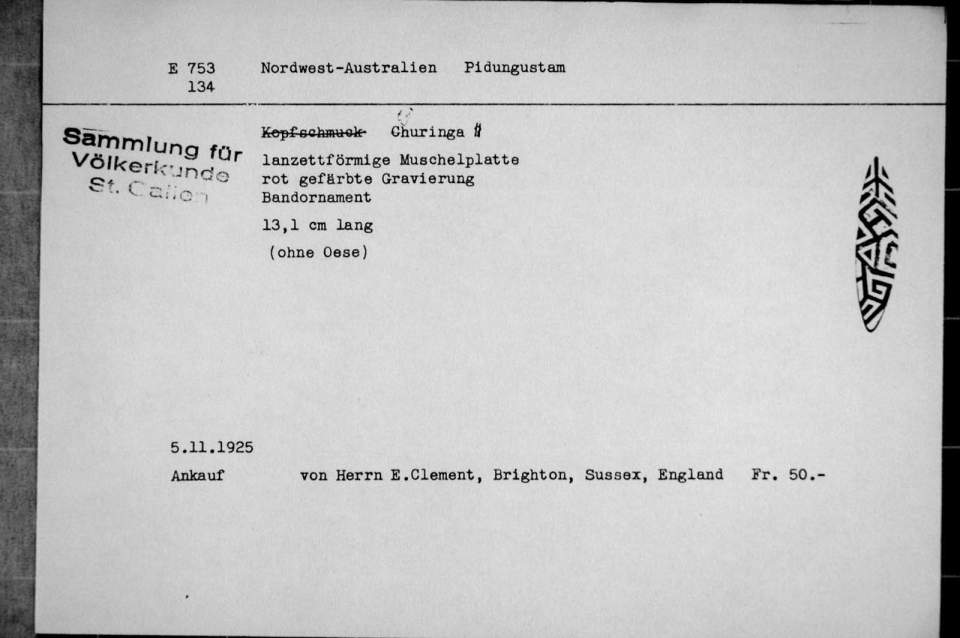 E 753 Nordwest-Australien Pidungustam
134
Kopfschmuck Churinga
Sammlung für
Völkerkunde
St. Gallen
lanzettförmige Muschelplatte
rot gefärbte Gravierung
Bandornament
13,1 cm lang
(ohne Oese)
5.11.1925
Ankauf von Herrn E.Clement, Brighton, Sussex, England Fr. 50.-